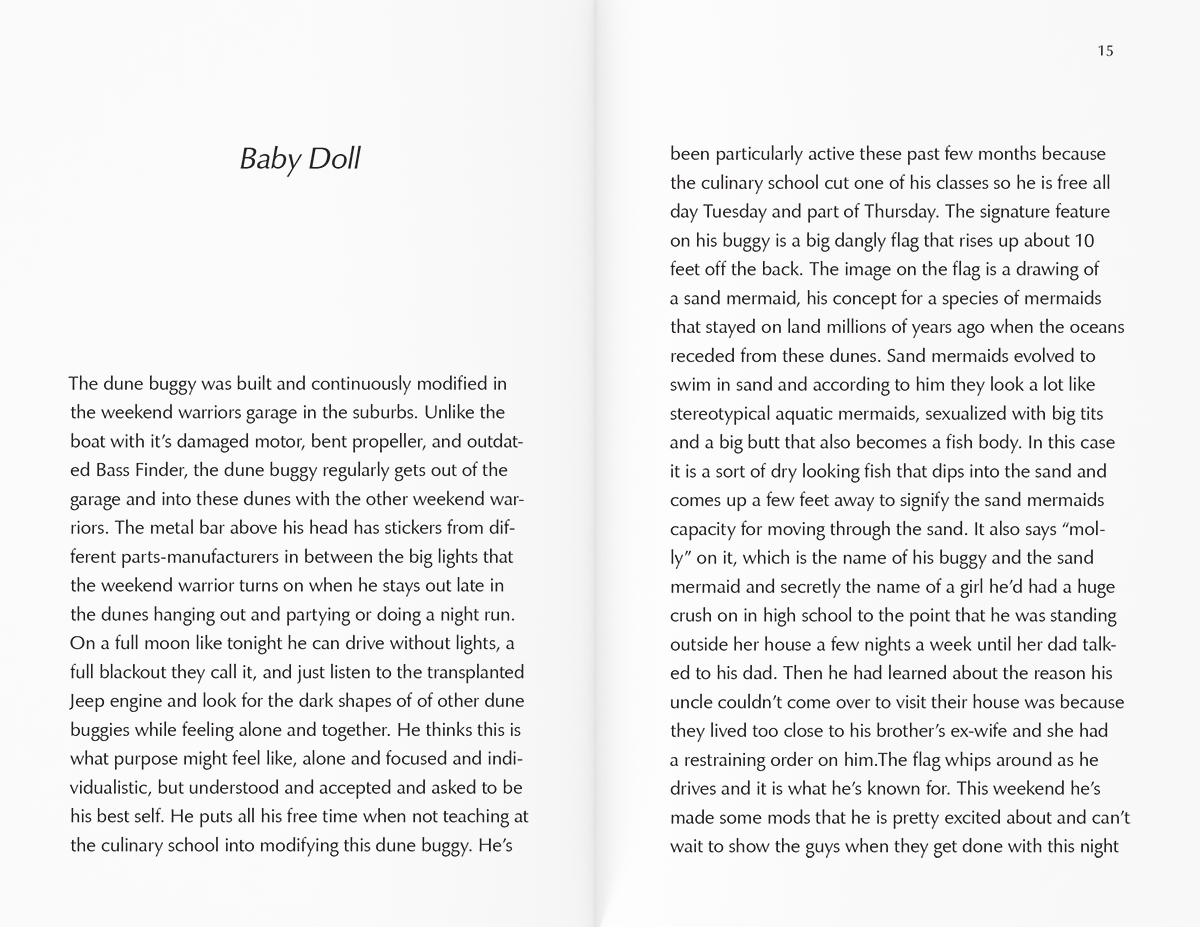 Baby Doll
The dune buggy was built and continuously modified in
the weekend warriors garage in the suburbs. Unlike the
boat with it’s damaged motor, bent propeller, and outdat-
ed Bass Finder, the dune buggy regularly gets out of the
garage and into these dunes with the other weekend war-
riors. The metal bar above his head has stickers from dif-
ferent parts-manufacturers in between the big lights that
the weekend warrior turns on when he stays out late in
the dunes hanging out and partying or doing a night run.
On a full moon like tonight he can drive without lights, a
full blackout they call it, and just listen to the transplanted
Jeep engine and look for the dark shapes of of other dune
buggies while feeling alone and together. He thinks this is
what purpose might feel like, alone and focused and indi-
vidualistic, but understood and accepted and asked to be
his best self. He puts all his free time when not teaching at
the culinary school into modifying this dune buggy. He’s
15
been particularly active these past few months because
the culinary school cut one of his classes so he is free all
day Tuesday and part of Thursday. The signature feature
on his buggy is a big dangly flag that rises up about 10
feet off the back. The image on the flag is a drawing of
a sand mermaid, his concept for a species of mermaids
that stayed on land millions of years ago when the oceans
receded from these dunes. Sand mermaids evolved to
swim in sand and according to him they look a lot like
stereotypical aquatic mermaids, sexualized with big tits
and a big butt that also becomes a fish body. In this case
it is a sort of dry looking fish that dips into the sand and
comes up a few feet away to signify the sand mermaids
capacity for moving through the sand. It also says “mol-
ly” on it, which is the name of his buggy and the sand
mermaid and secretly the name of a girl he’d had a huge
crush on in high school to the point that he was standing
outside her house a few nights a week until her dad talk-
ed to his dad. Then he had learned about the reason his
uncle couldn’t come over to visit their house was because
they lived too close to his brother’s ex-wife and she had
a restraining order on him.The flag whips around as he
drives and it is what he’s known for. This weekend he’s
made some mods that he is pretty excited about and can’t
wait to show the guys when they get done with this night